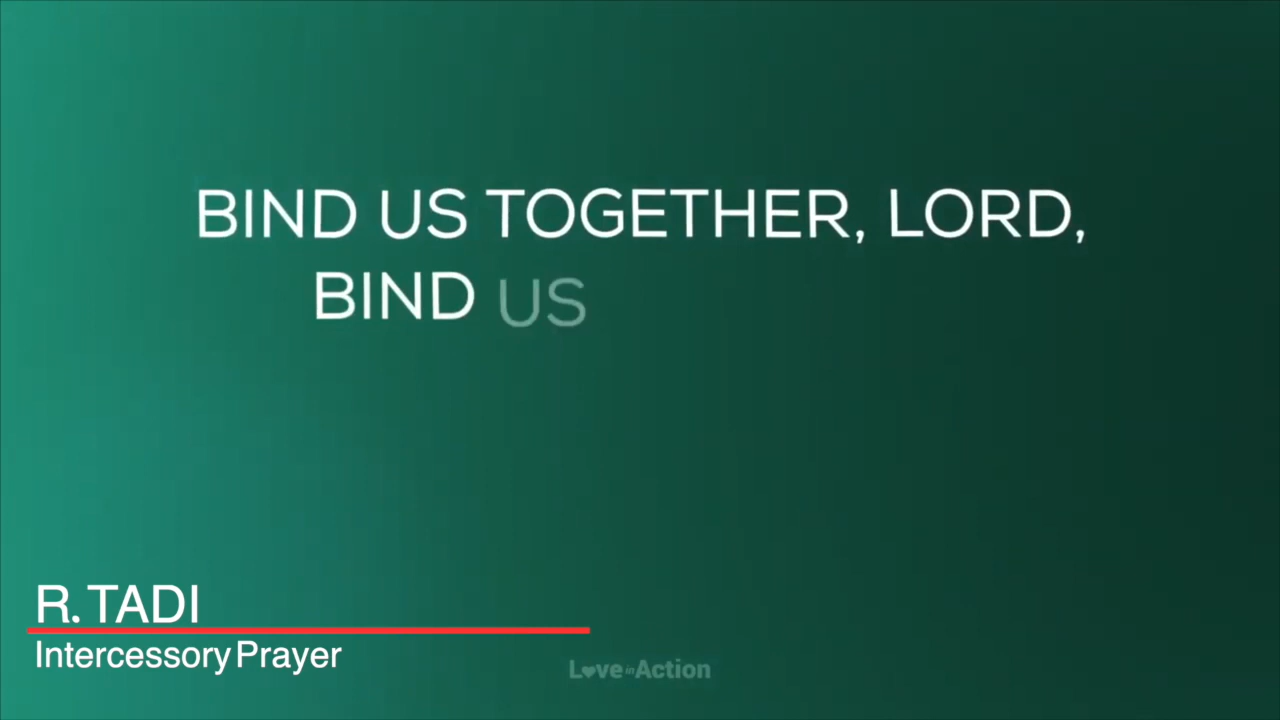 BIND US TOGETHER, LORD,
BIND US
R. TADI
Intercessory Prayer
Love in Action